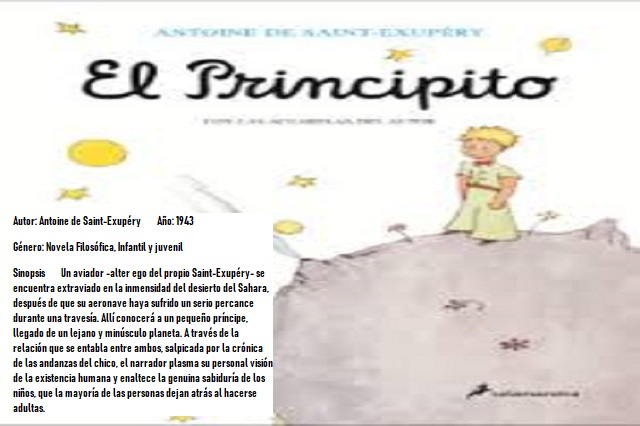 ANTOINE DE SAINT-EXUPÉRY
El Principito
CON LAS ACUARELAS DEL AUTOR
Autor: Antoine de Saint-Exupéry Año: 1943
Género: Novela Filosófica, Infantil y juvenil
Sinopsis Un aviador -alter ego del propio Saint-Exupéry- se
encuentra extraviado en la inmensidad del desierto del Sahara,
después de que su aeronave haya sufrido un serio percance
durante una travesía. Allí conocerá a un pequeño príncipe,
llegado de un lejano y minúsculo planeta. A través de la
relación que se entabla entre ambos, salpicada por la crónica
de las andanzas del chico, el narrador plasma su personal visión
de la existencia humana y enaltece la genuina sabiduría de los
niños, que la mayoría de las personas dejan atrás al hacerse
adultas.
salamandra